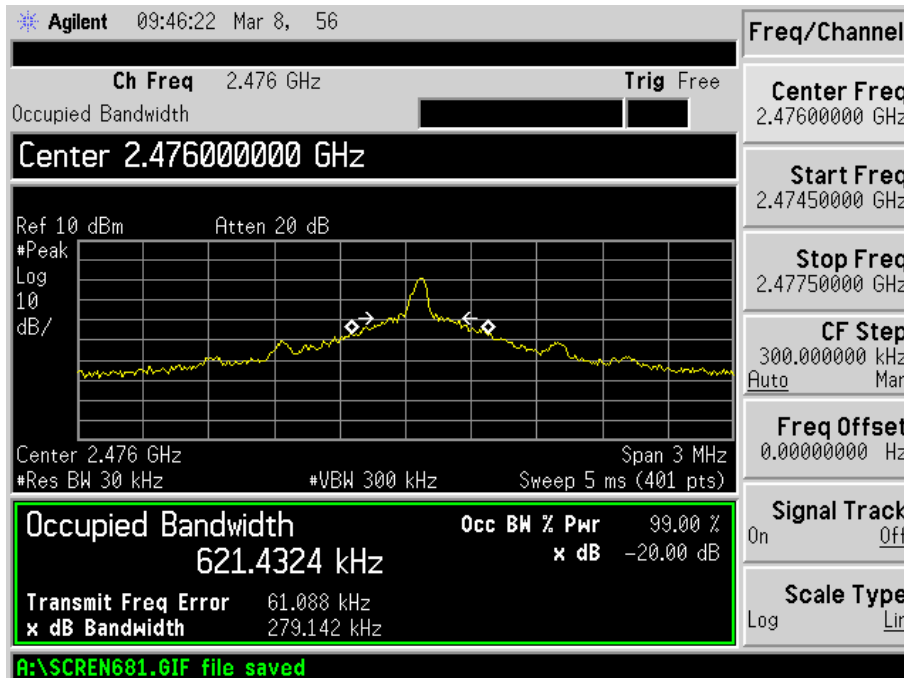 Agilent 09:46:22 Mar 8, 56
Ch Freq 2.476 GHz Trig Free
Occupied Bandwidth
Center 2.476000000 GHz
Ref 10 dBm Atten 20 dB
#Peak
Log
10
dB/
Center 2.476 GHz Span 3 MHz
#Res BW 30 kHz #VBW 300 kHz Sweep 5 ms (401 pts)
Occupied Bandwidth
621.4324 kHz
Occ BW % Pwr 99.00 %
x dB -20.00 dB
Transmit Freq Error 61.088 kHz
x dB Bandwidth 279.142 kHz
A:\SCREN681.GIF file saved
Freq/Channel
Center Freq
2.47600000 GHz
Start Freq
2.47450000 GHz
Stop Freq
2.47750000 GHz
CF Step
300.000000 kHz
Auto Man
Freq Offset
0.00000000 Hz
Signal Track
On Off
Scale Type
Log Lin